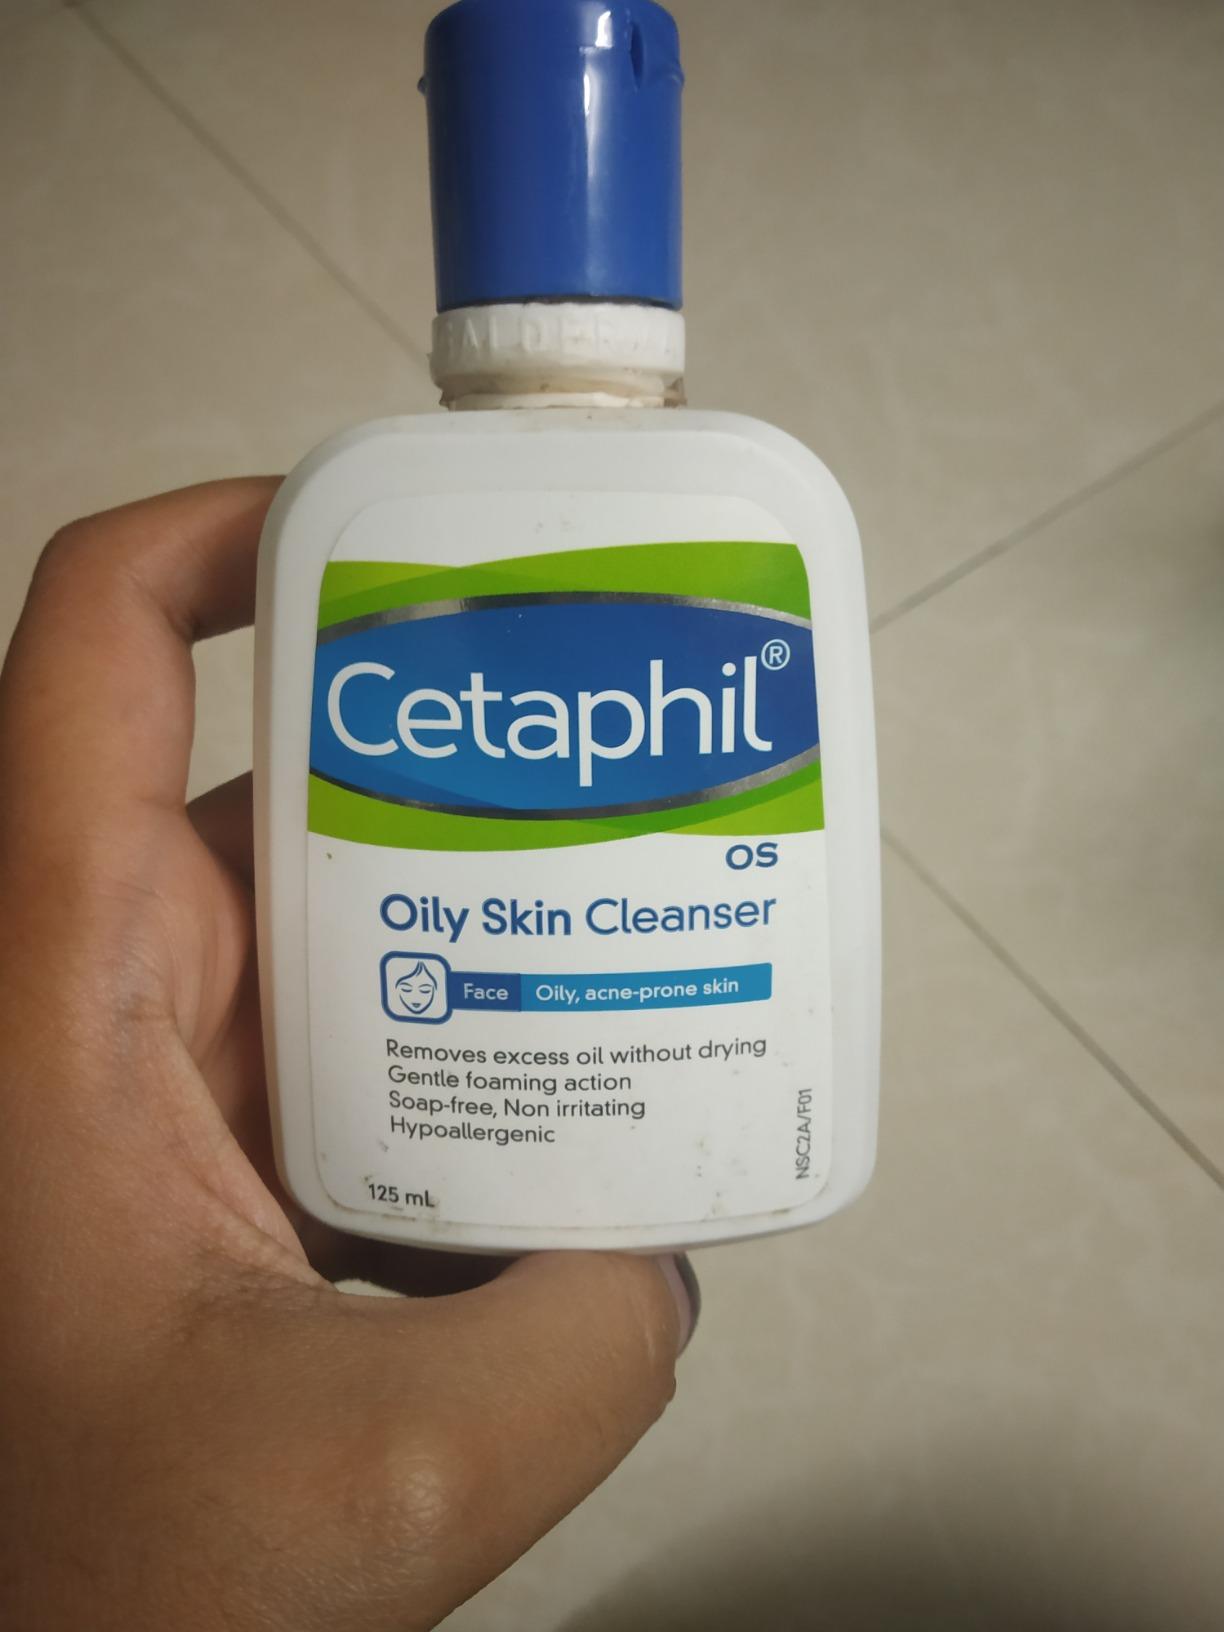 GALDERMA
Cetaphil®
OS
Oily Skin Cleanser
Face Oily, acne-prone skin
Removes excess oil without drying
Gentle foaming action
Soap-free, Non irritating
Hypoallergenic
125 mL
NSC2A/F01